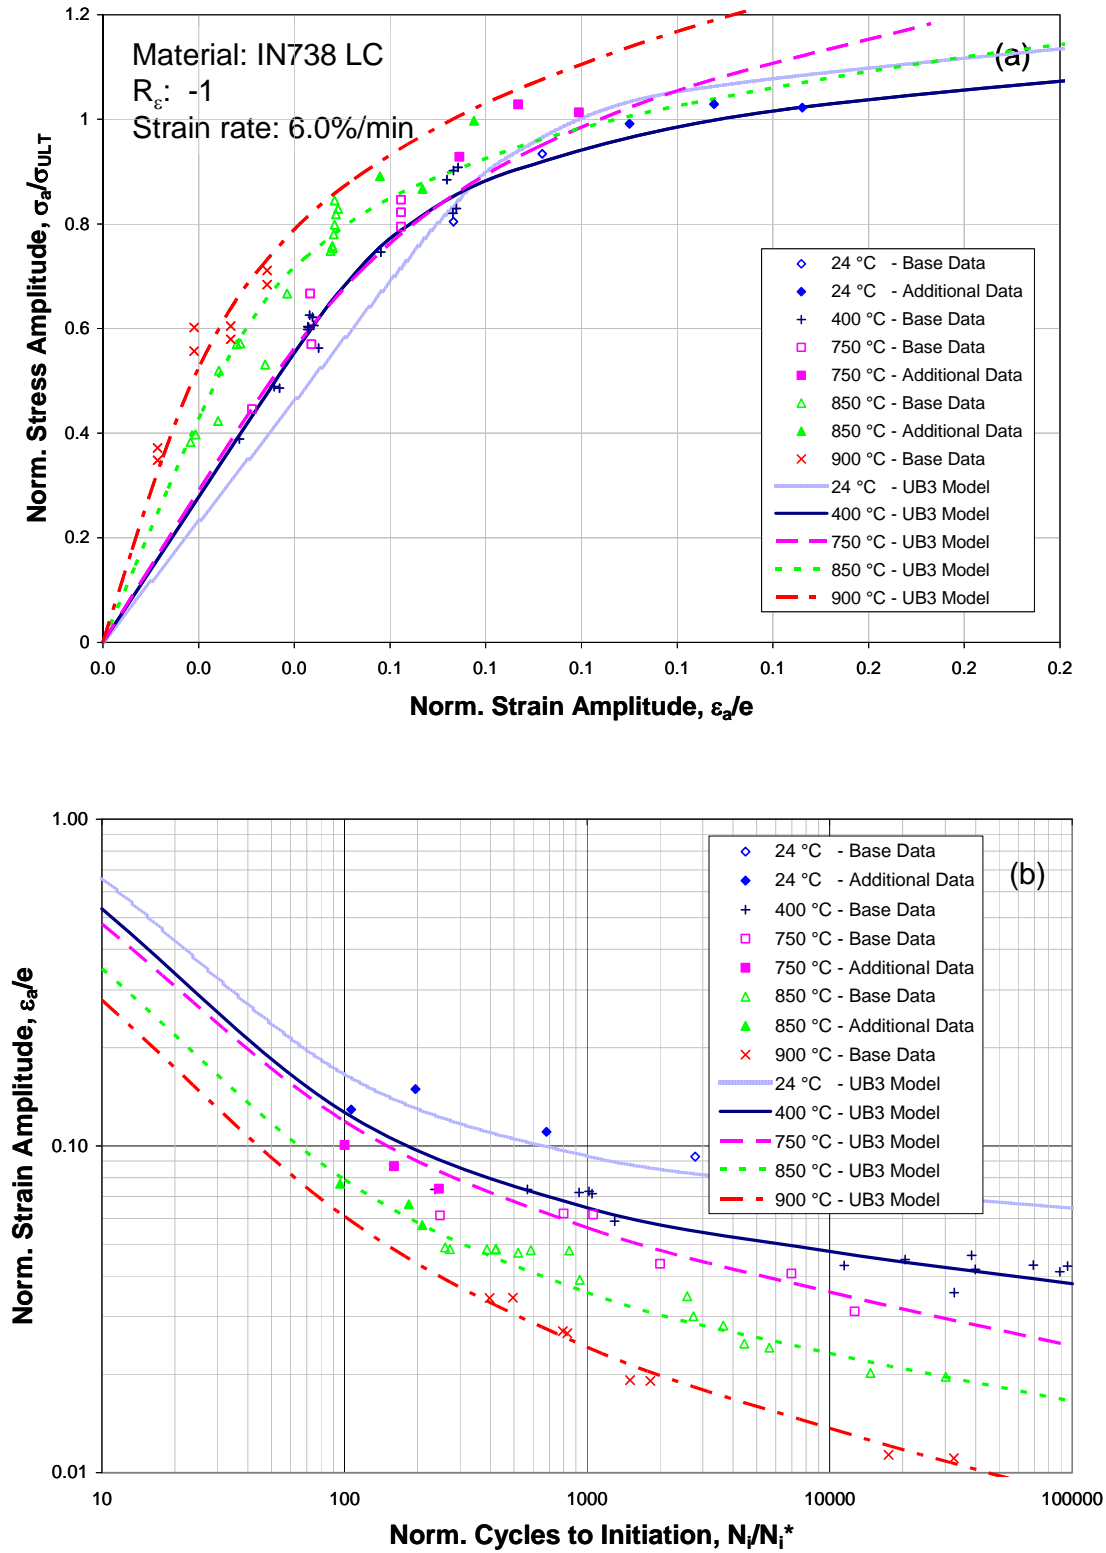 1.2
1
0.8
0.6
0.4
0.2
0
Norm. Stress Amplitude, σa/σULT
Material: IN738 LC
Rε: -1
Strain rate: 6.0%/min
(a)
24 °C - Base Data
24 °C - Additional Data
400 °C - Base Data
750 °C - Base Data
750 °C - Additional Data
850 °C - Base Data
850 °C - Additional Data
900 °C - Base Data
24 °C - UB3 Model
400 °C - UB3 Model
750 °C - UB3 Model
850 °C - UB3 Model
900 °C - UB3 Model
0.0 0.0 0.0 0.1 0.1 0.1 0.1 0.1 0.2 0.2 0.2
Norm. Strain Amplitude, εa/e
1.00
0.10
0.01
Norm. Strain Amplitude, εa/e
(b)
24 °C - Base Data
24 °C - Additional Data
400 °C - Base Data
750 °C - Base Data
750 °C - Additional Data
850 °C - Base Data
850 °C - Additional Data
900 °C - Base Data
24 °C - UB3 Model
400 °C - UB3 Model
750 °C - UB3 Model
850 °C - UB3 Model
900 °C - UB3 Model
10 100 1000 10000 100000
Norm. Cycles to Initiation, Ni/Ni*